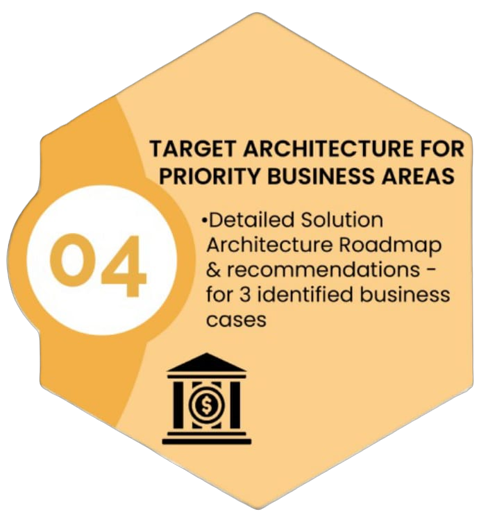 TARGET ARCHITECTURE FOR
PRIORITY BUSINESS AREAS
04
•Detailed Solution
Architecture Roadmap
& recommendations -
for 3 identified business
cases
$